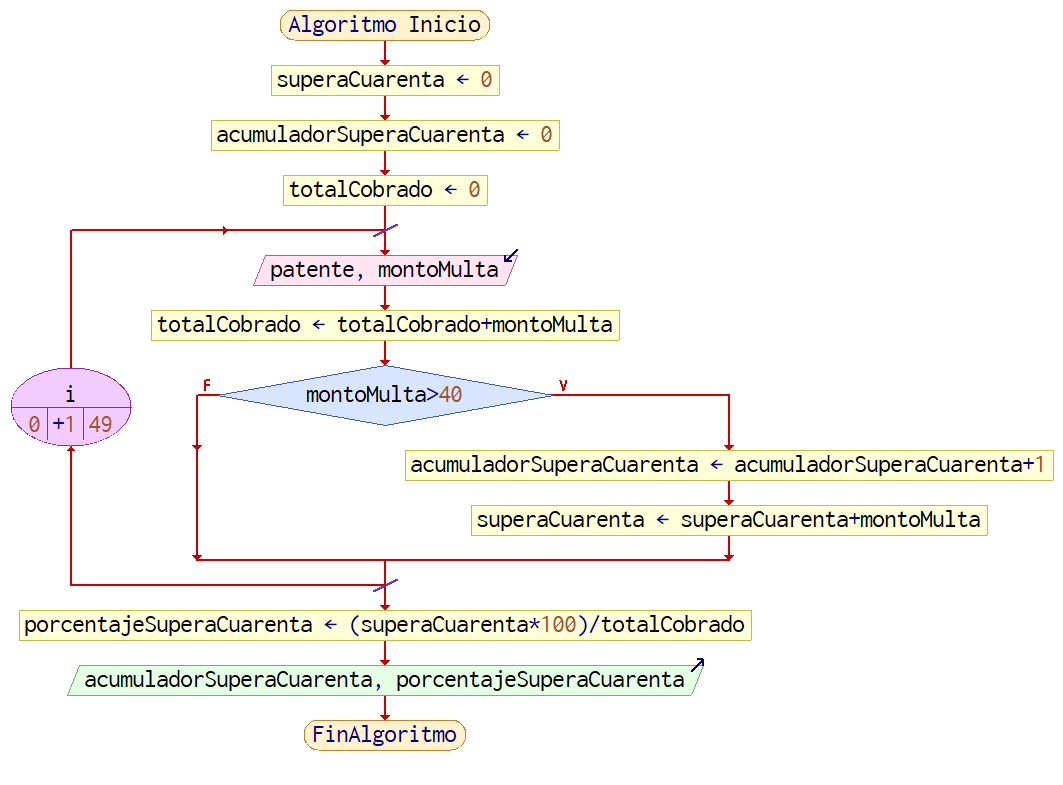 Algoritmo Inicio
superaCuarenta ← 0
acumuladorSuperaCuarenta ← 0
totalCobrado ← 0
patente, montoMulta
totalCobrado ← totalCobrado+montoMulta
F
montoMulta>40
V
i
0 +1 49
acumuladorSuperaCuarenta ← acumuladorSuperaCuarenta+1
superaCuarenta ← superaCuarenta+montoMulta
porcentajeSuperaCuarenta ← (superaCuarenta*100)/totalCobrado
acumuladorSuperaCuarenta, porcentajeSuperaCuarenta
FinAlgoritmo